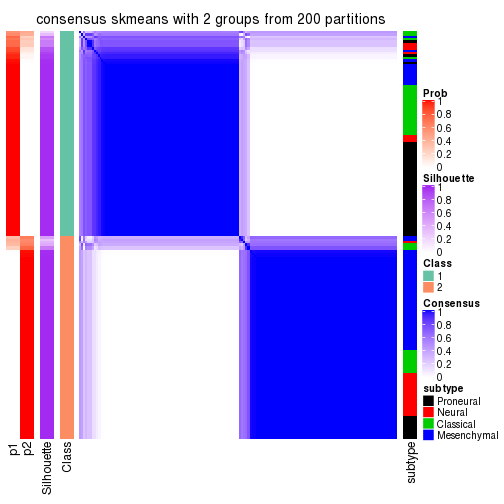 consensus skmeans with 2 groups from 200 partitions
Prob
1
0.8
0.6
0.4
0.2
0
Silhouette
1
0.8
0.6
0.4
0.2
0
Class
1
2
Consensus
1
0.8
0.6
0.4
0.2
0
subtype
Proneural
Neural
Classical
Mesenchymal
p1
p2
Silhouette
Class
subtype